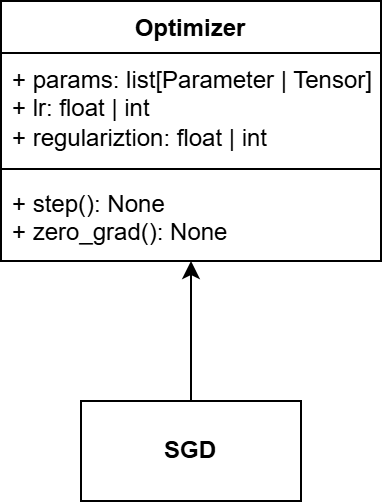 Optimizer
+ params: list[Parameter | Tensor]
+ lr: float | int
+ regulariztion: float | int
+ step(): None
+ zero_grad(): None
SGD